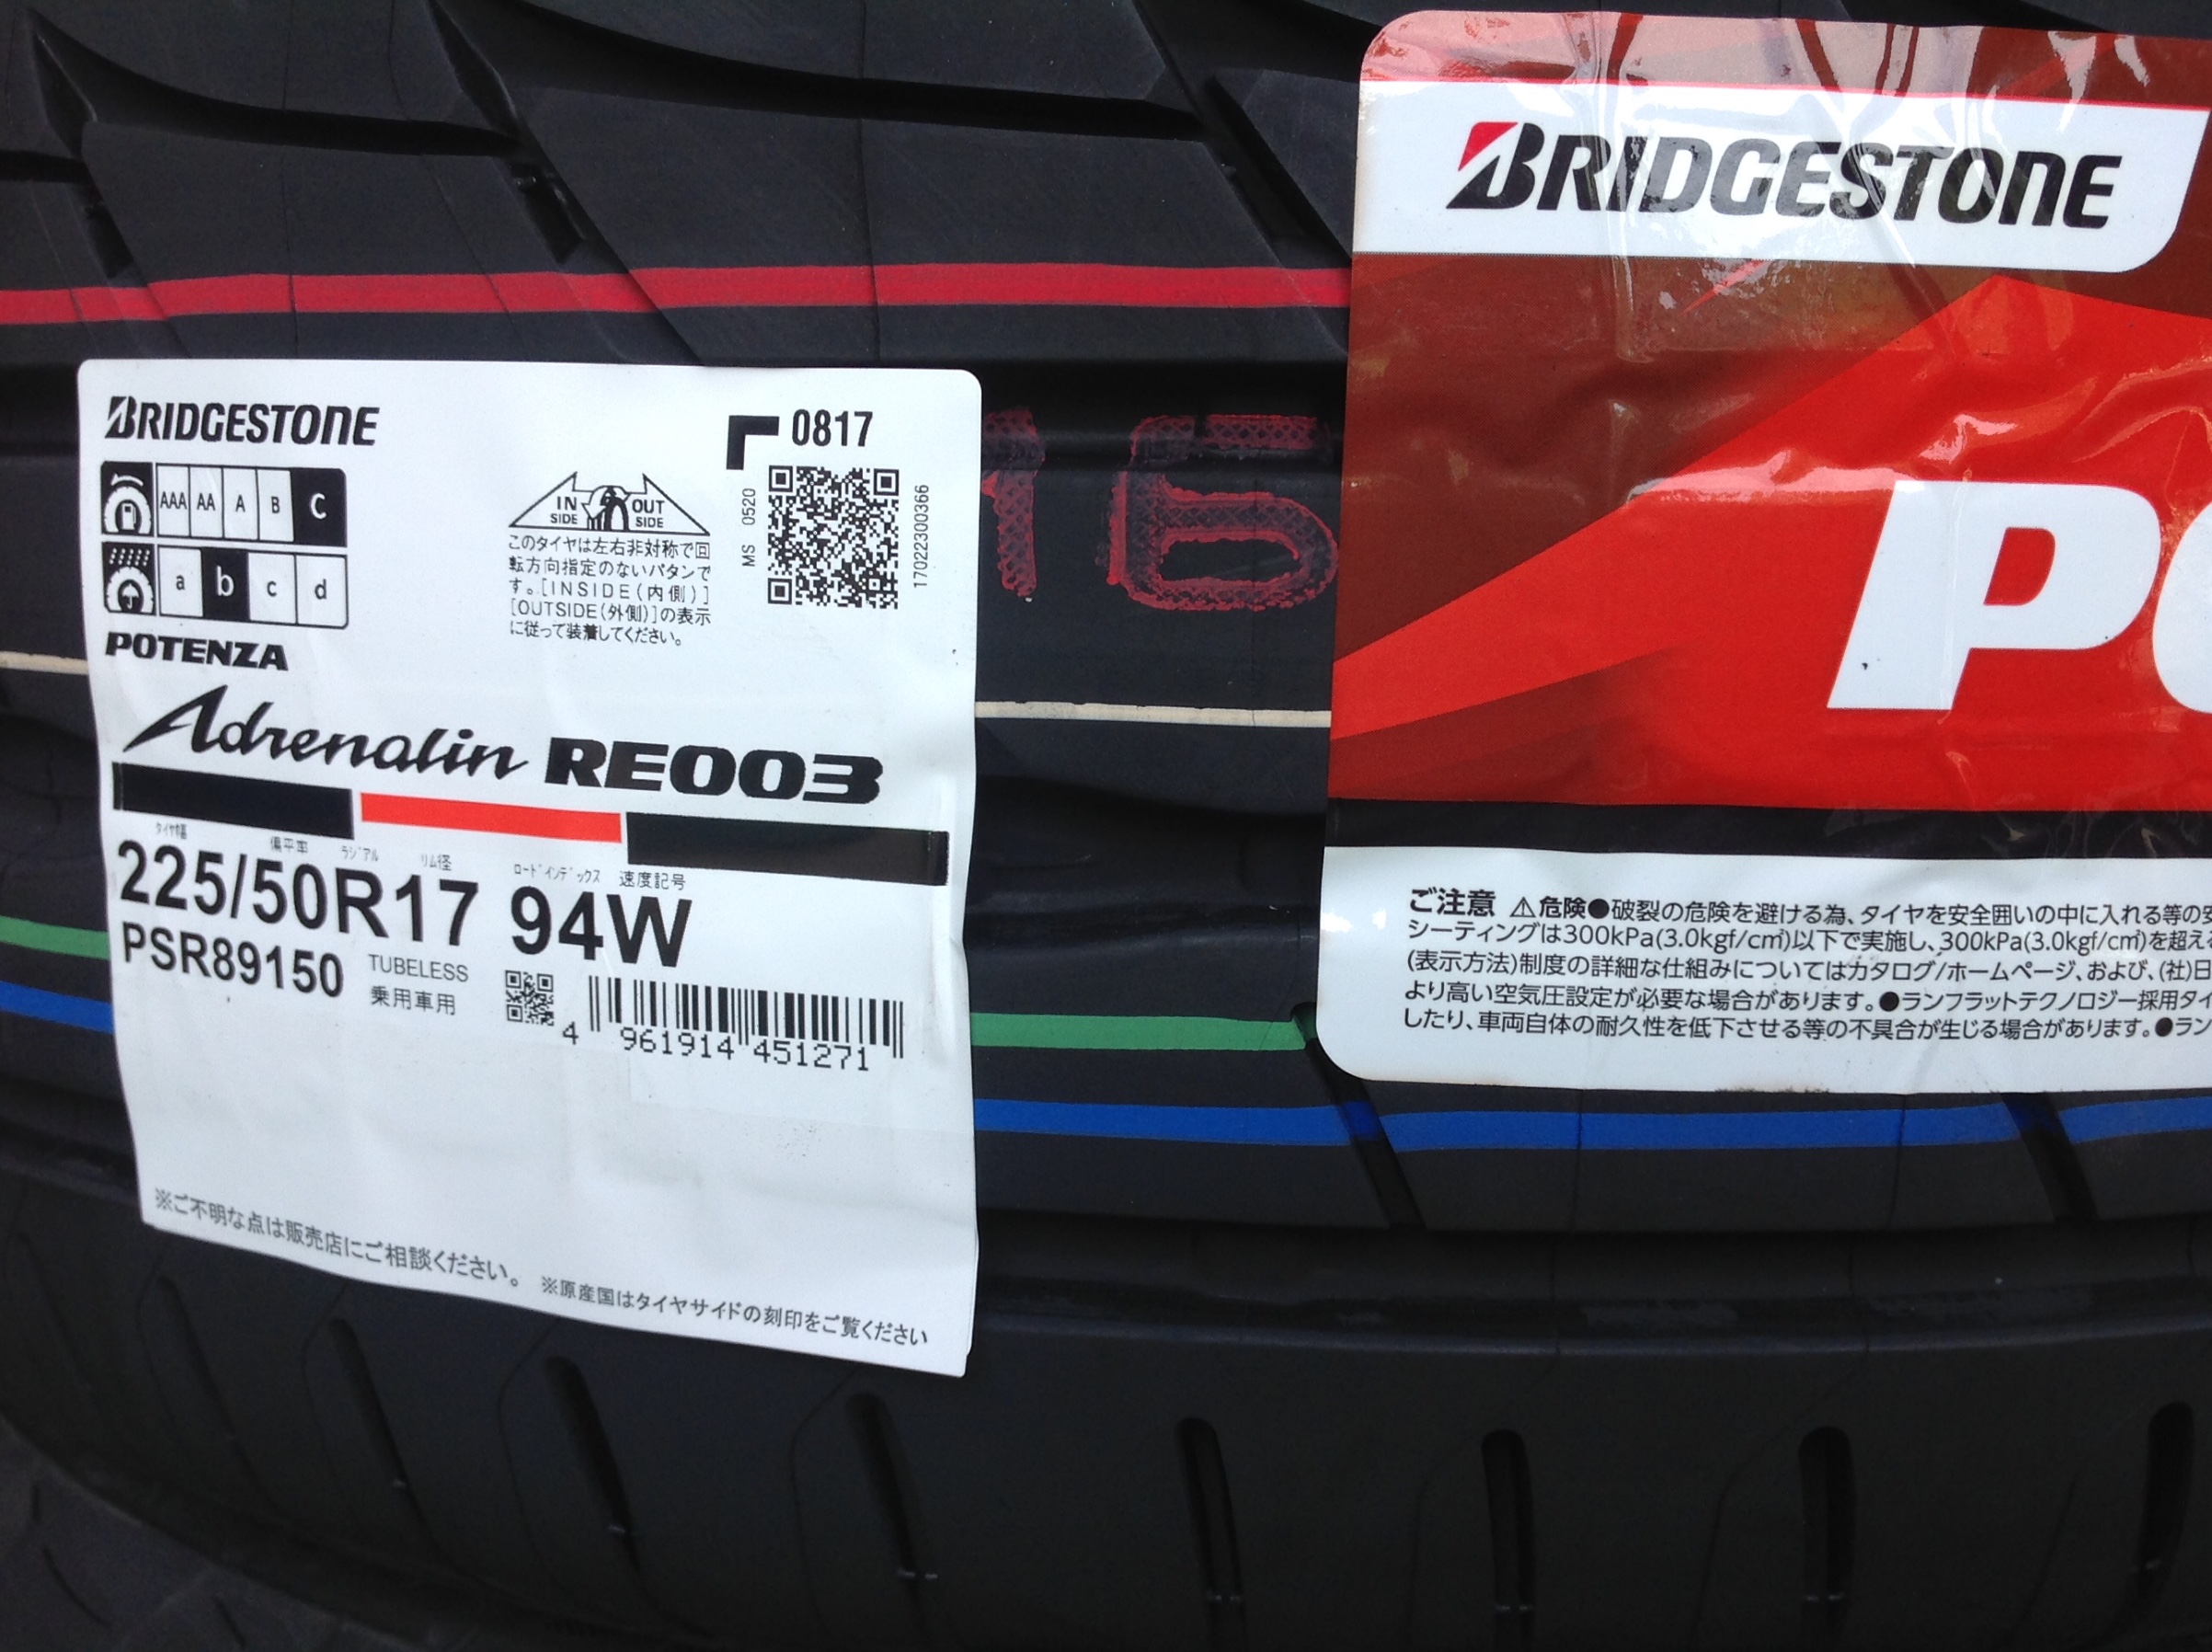 BRIDGESTONE
0817
AAA AA A B C
a b c d
IN SIDE OUT SIDE
MS 0520
17022300366
このタイヤは左右非対称で回
転方向指定のないパタンで
す。[INSIDE(内側)]
[OUTSIDE(外側)]の表示
に従って装着してください。
POTENZA
Adrenalin RE003
タイヤ幅 偏平率 ラジアル リム径 ロードインデックス 速度記号
225/50R17 94W
PSR89150 TUBELESS
乗用車用
4 961914 451271
※ご不明な点は販売店にご相談ください。 ※原産国はタイヤサイドの刻印をご覧ください
16
BRIDGESTONE
PO
ご注意 ⚠危険●破裂の危険を避ける為、タイヤを安全囲いの中に入れる等の安
シーティングは300kPa(3.0kgf/c㎡)以下で実施し、300kPa(3.0kgf/c㎡)を超え
(表示方法)制度の詳細な仕組みについてはカタログ/ホームページ、および、(社)日
より高い空気圧設定が必要な場合があります。●ランフラットテクノロジー採用タイ
したり、車両自体の耐久性を低下させる等の不具合が生じる場合があります。●ラン